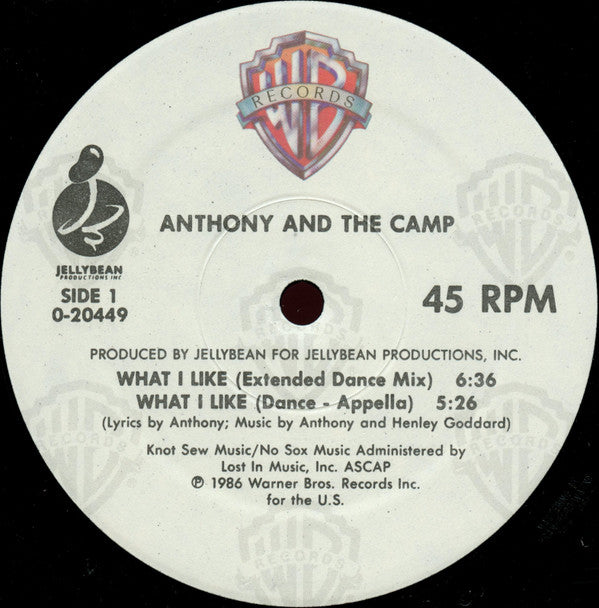 WB
RECORDS
ANTHONY AND THE CAMP
JELLYBEAN
PRODUCTIONS INC
SIDE 1
0-20449
45 RPM
PRODUCED BY JELLYBEAN FOR JELLYBEAN PRODUCTIONS, INC.
WHAT I LIKE (Extended Dance Mix) 6:36
WHAT I LIKE (Dance - Appella) 5:26
(Lyrics by Anthony; Music by Anthony and Henley Goddard)
Knot Sew Music/No Sox Music Administered by
Lost In Music, Inc. ASCAP
℗ 1986 Warner Bros. Records Inc.
for the U.S.